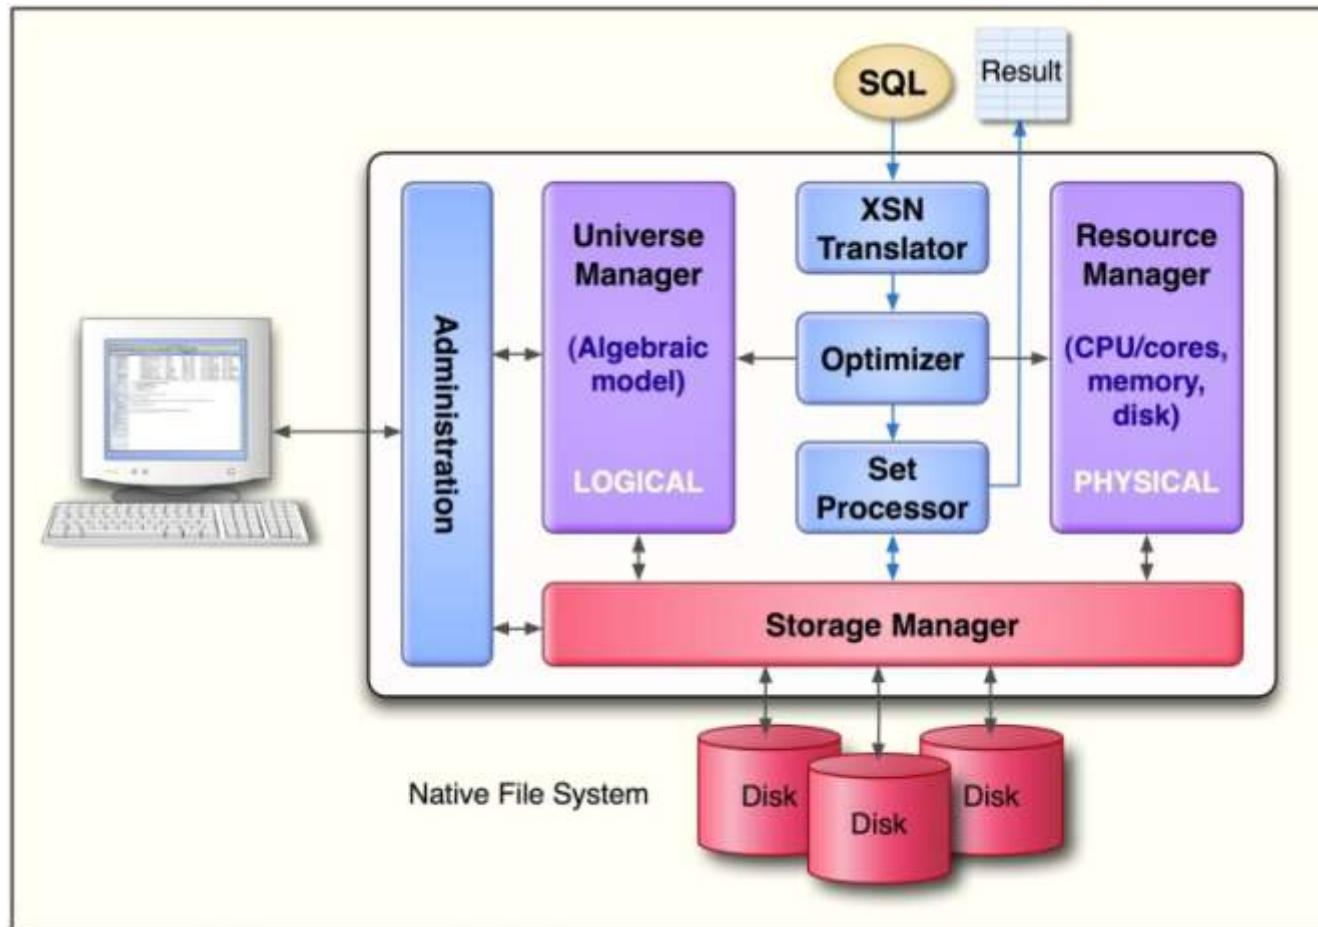 SQL
Result
XSN
Translator
Universe
Manager
(Algebraic
model)
LOGICAL
Optimizer
Set
Processor
Resource
Manager
(CPU/cores,
memory,
disk)
PHYSICAL
Administration
Storage Manager
Native File System
Disk
Disk
Disk